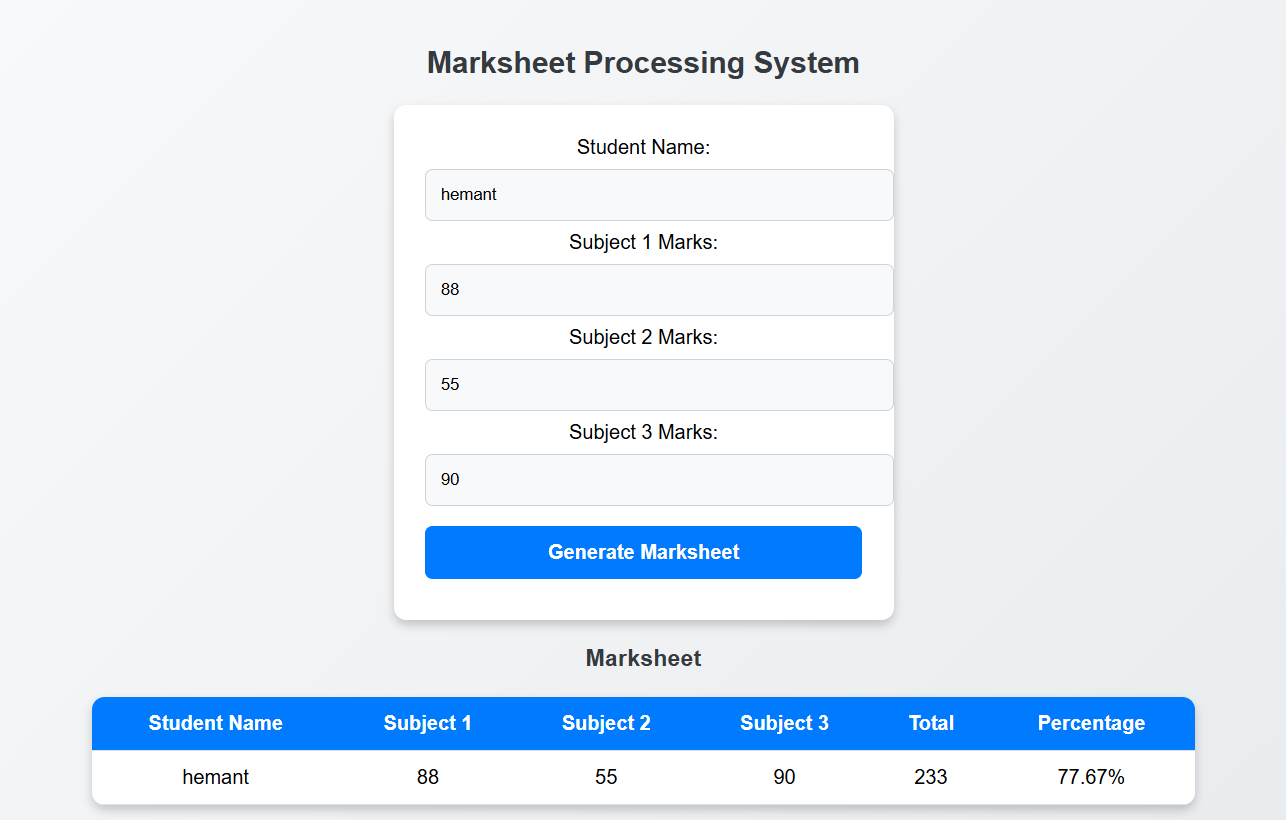 Marksheet Processing System
Student Name:
hemant
Subject 1 Marks:
88
Subject 2 Marks:
55
Subject 3 Marks:
90
Generate Marksheet
Marksheet
Student Name Subject 1 Subject 2 Subject 3 Total Percentage
hemant 88 55 90 233 77.67%